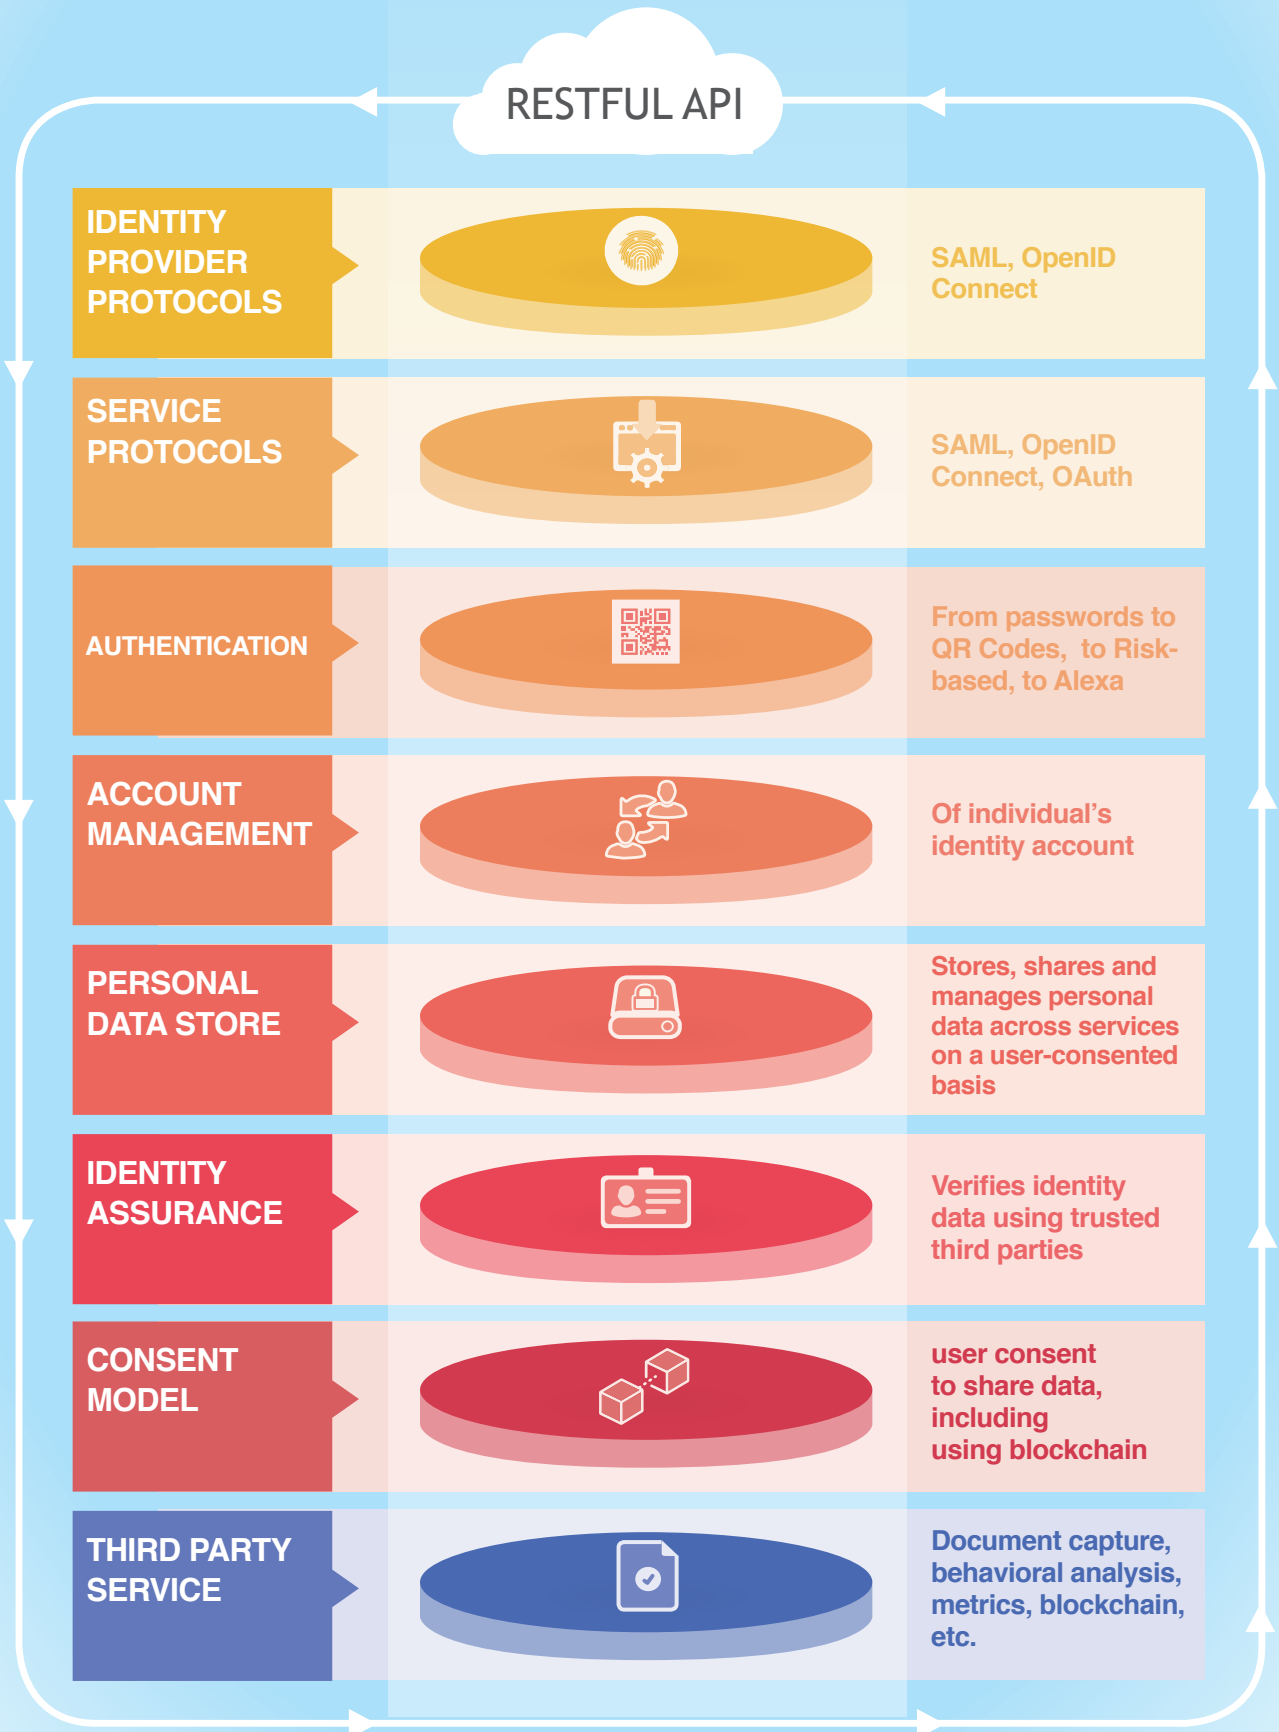 RESTFUL API
IDENTITY
PROVIDER
PROTOCOLS
SAML, OpenID
Connect
SERVICE
PROTOCOLS
SAML, OpenID
Connect, OAuth
AUTHENTICATION
From passwords to
QR Codes,  to Risk-
based, to Alexa
ACCOUNT
MANAGEMENT
Of individual's
identity account
PERSONAL
DATA STORE
Stores, shares and
manages personal
data across services
on a user-consented
basis
IDENTITY
ASSURANCE
Verifies identity
data using trusted
third parties
CONSENT
MODEL
user consent
to share data,
including
using blockchain
THIRD PARTY
SERVICE
Document capture,
behavioral analysis,
metrics, blockchain,
etc.